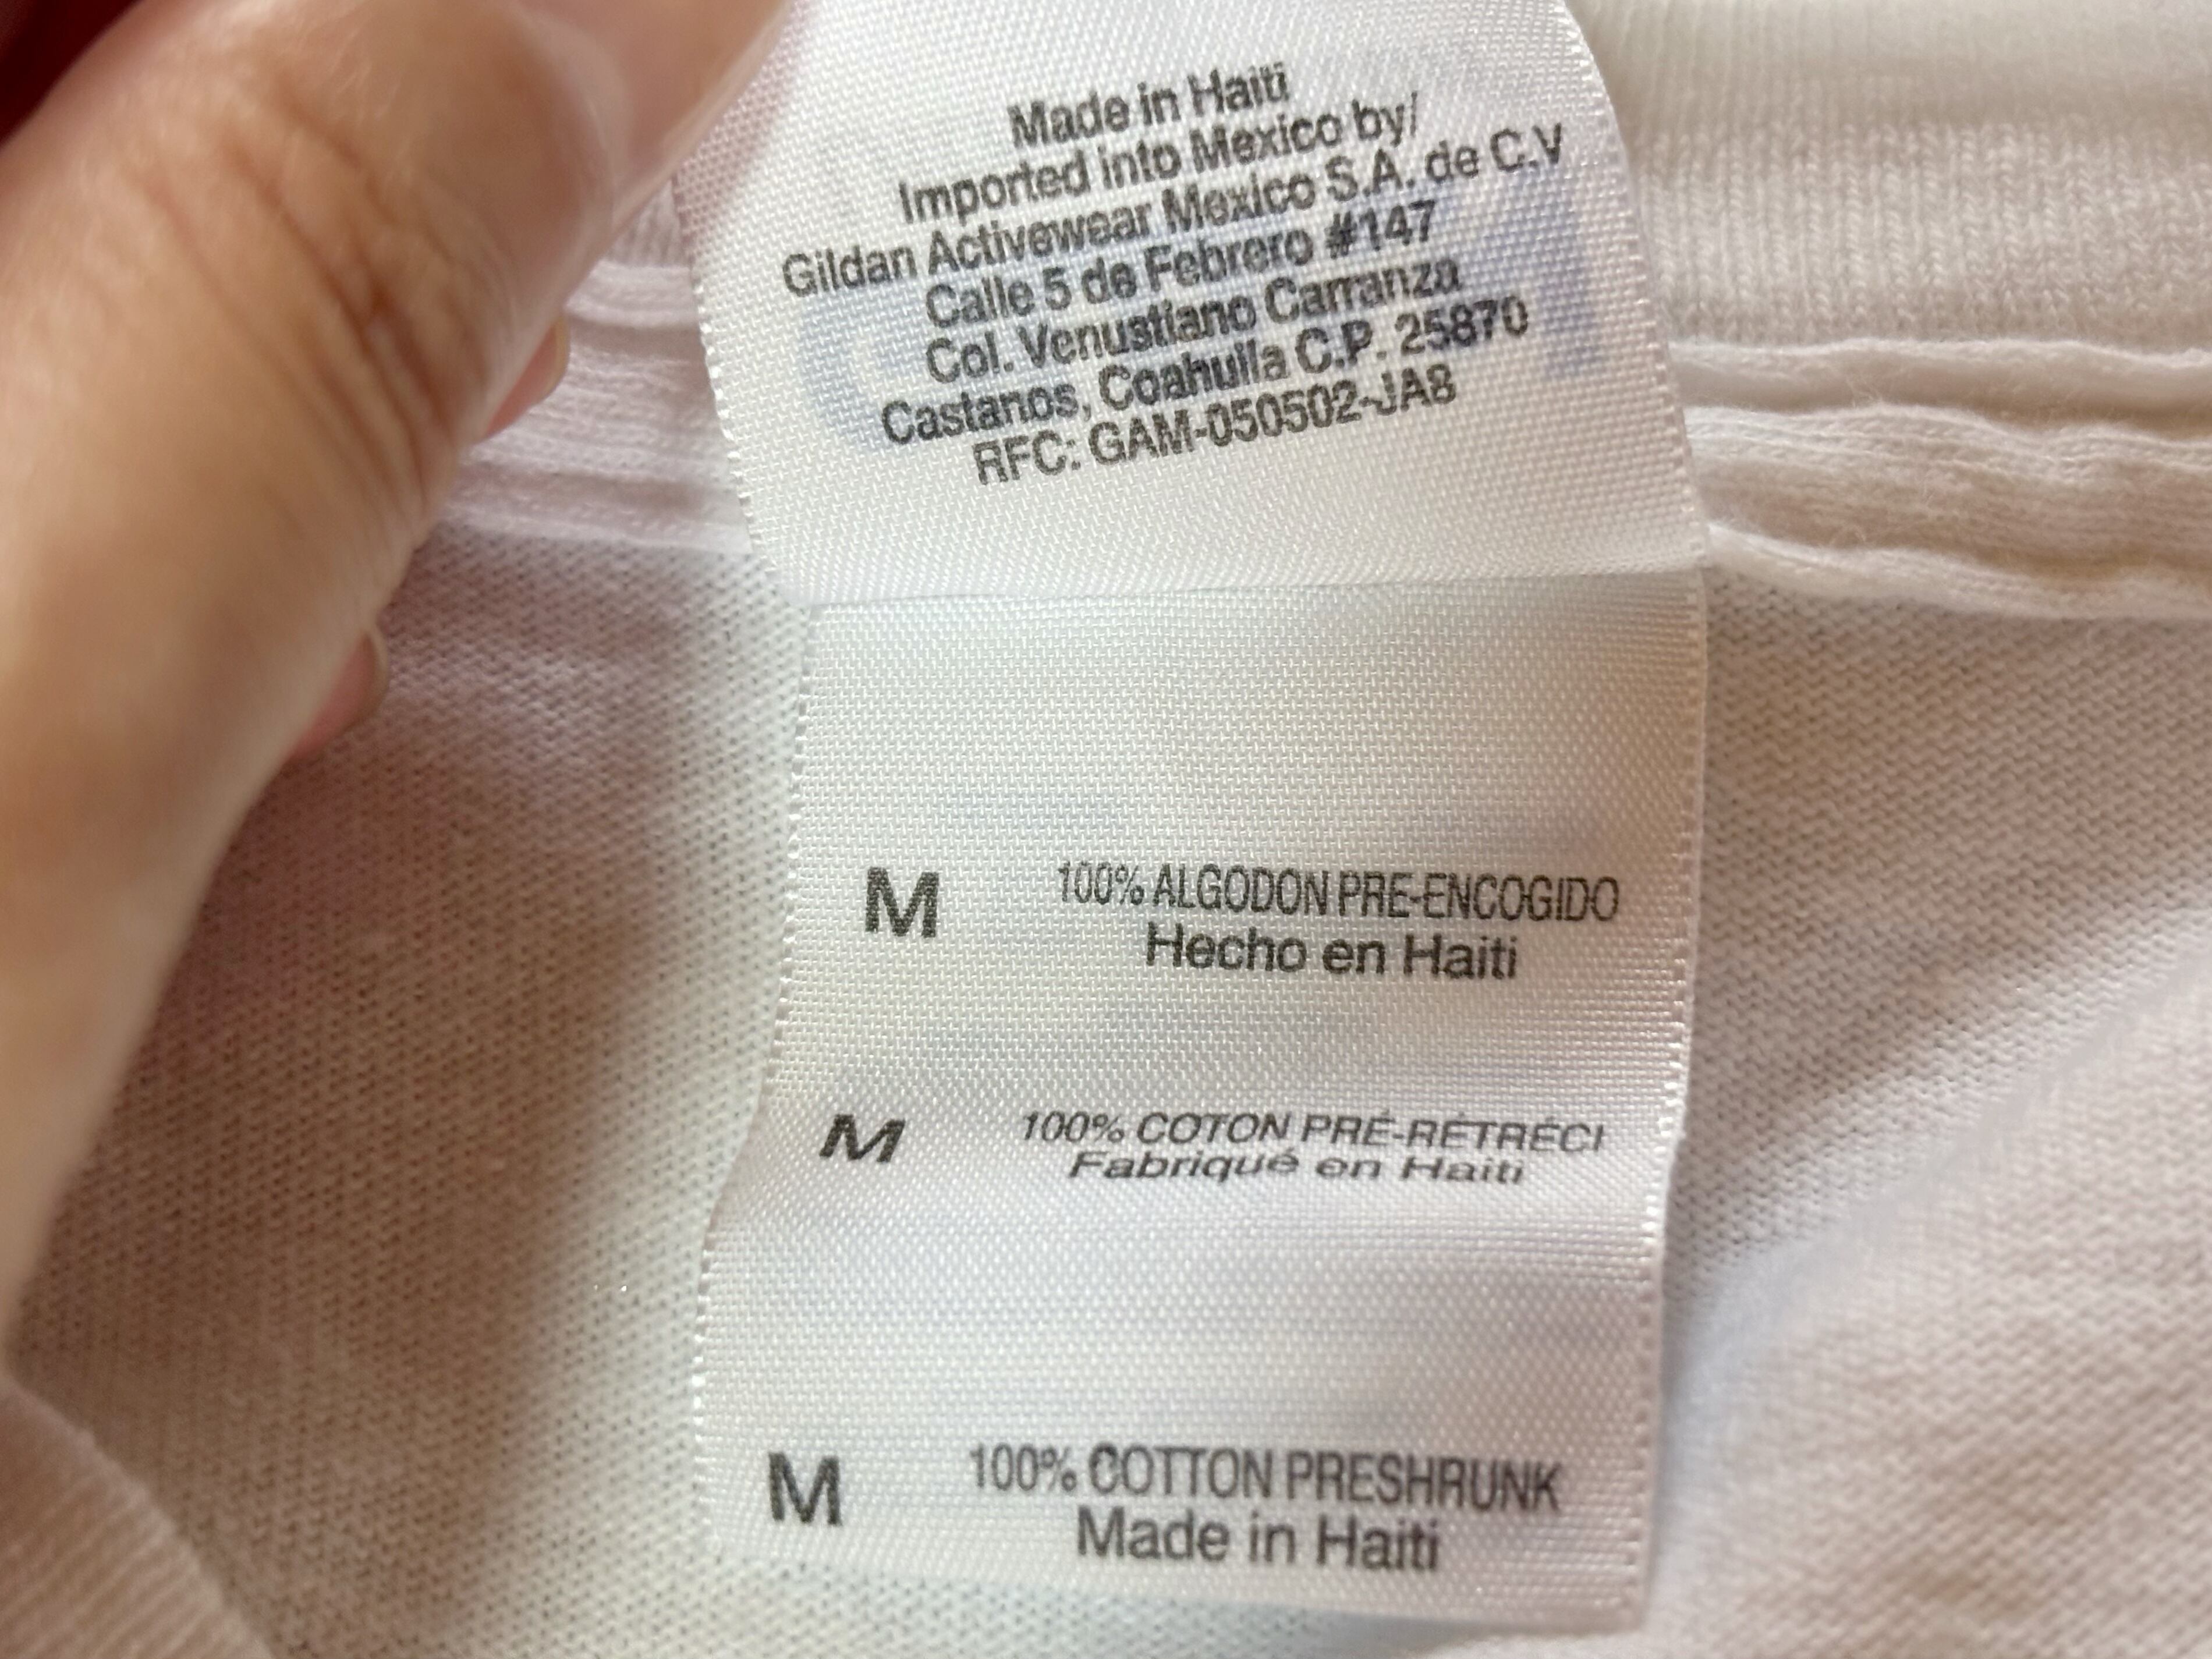 Made in Haiti
Imported into Mexico by/
Gildan Activewear Mexico S.A. de C.V
Calle 5 de Febrero #147
Col. Venustiano Carranza
Castanos, Coahuila C.P. 25870
RFC: GAM-050502-JA8
M 100% ALGODON PRE-ENCOGIDO
Hecho en Haiti
M 100% COTON PRÉ-RÉTRÉCI
Fabriqué en Haiti
M 100% COTTON PRESHRUNK
Made in Haiti